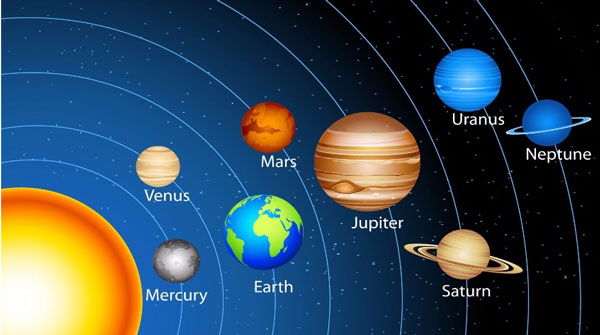 Uranus
Neptune
Mars
Venus
Jupiter
Earth
Mercury
Saturn